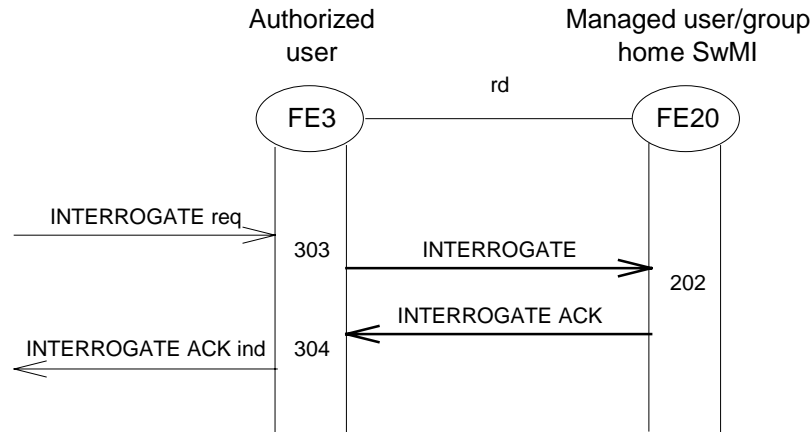 Authorized
user
Managed user/group
home SwMI
rd
FE3
FE20
INTERROGATE req
303
INTERROGATE
202
INTERROGATE ACK
INTERROGATE ACK ind
304